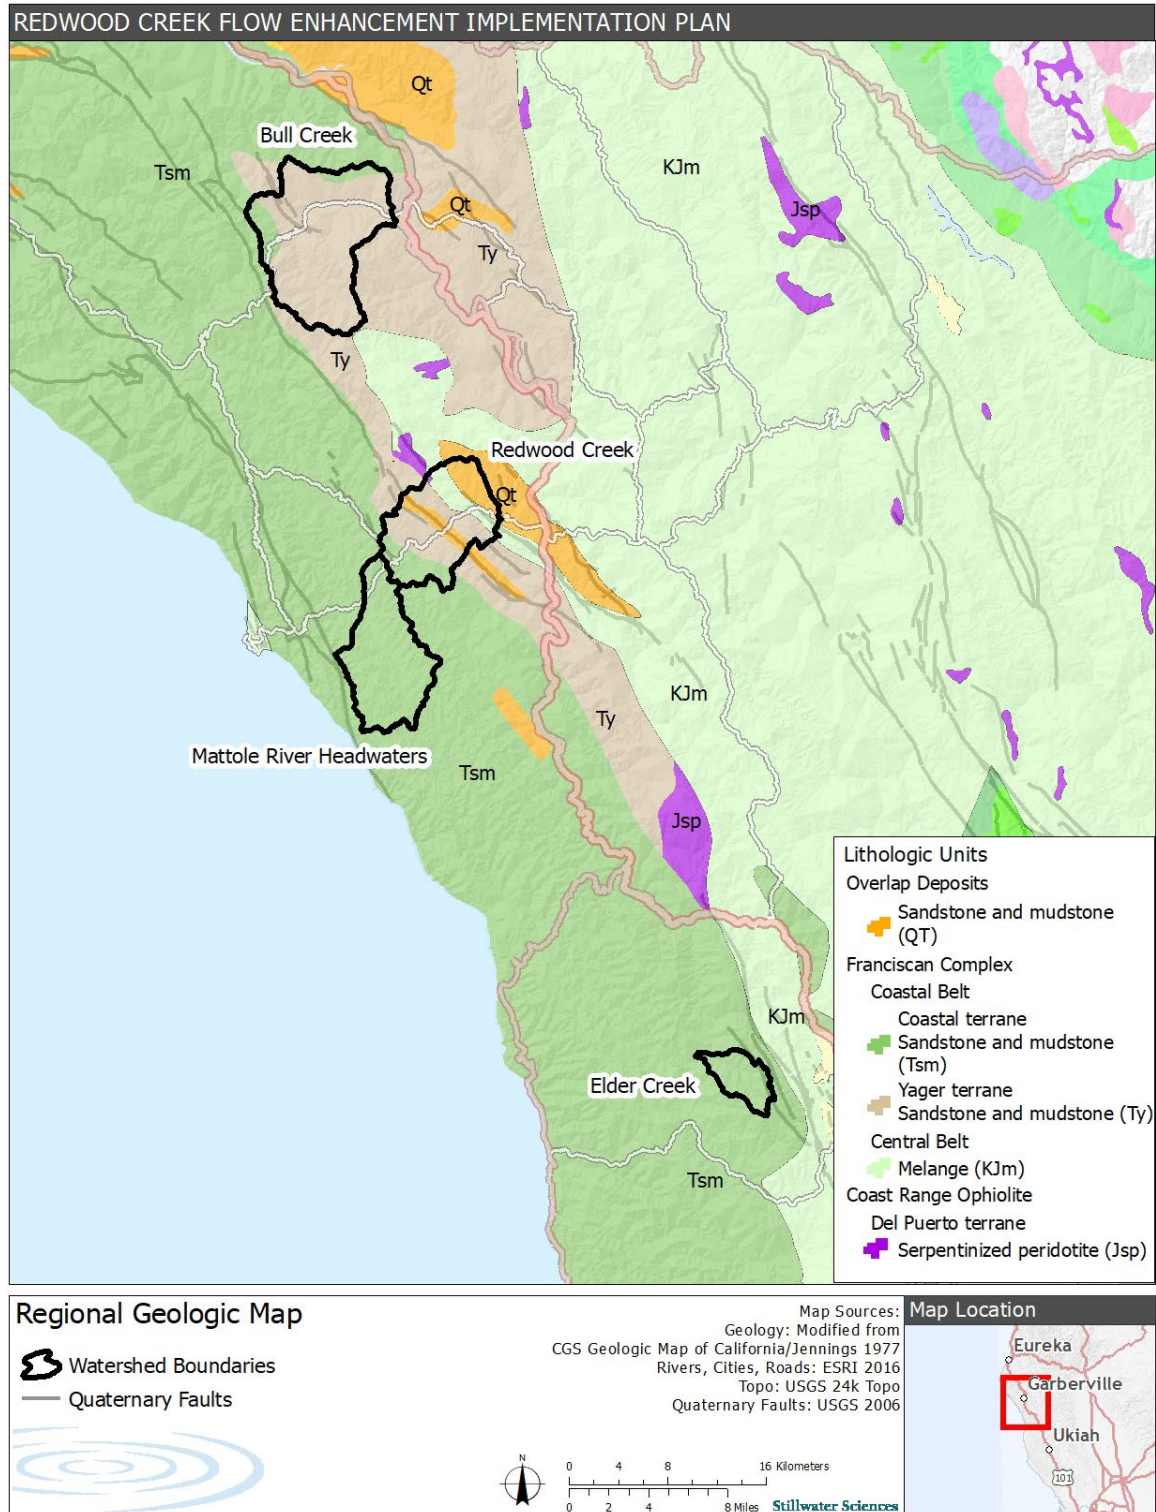 REDWOOD CREEK FLOW ENHANCEMENT IMPLEMENTATION PLAN
Qt
Bull Creek
Tsm
KJm
Qt
Jsp
Ty
Ty
Redwood Creek
Qt
KJm
Ty
Mattole River Headwaters
Tsm
Jsp
KJm
Elder Creek
Tsm
Lithologic Units
Overlap Deposits
Sandstone and mudstone
(QT)
Franciscan Complex
Coastal Belt
Coastal terrane
Sandstone and mudstone
(Tsm)
Yager terrane
Sandstone and mudstone (Ty)
Central Belt
Melange (KJm)
Coast Range Ophiolite
Del Puerto terrane
Serpentinized peridotite (Jsp)
Regional Geologic Map
Watershed Boundaries
Quaternary Faults
Map Sources:
Geology: Modified from
CGS Geologic Map of California/Jennings 1977
Rivers, Cities, Roads: ESRI 2016
Topo: USGS 24k Topo
Quaternary Faults: USGS 2006
N
0 4 8 16 Kilometers
0 2 4 8 Miles
Stillwater Sciences
Map Location
Eureka
Garberville
Ukiah
101